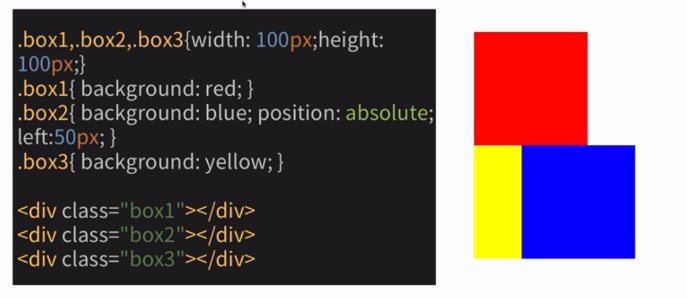 .box1,.box2,.box3{width: 100px;height:
100px;}
.box1{ background: red; }
.box2{ background: blue; position: absolute;
left:50px; }
.box3{ background: yellow; }
<div class="box1"></div>
<div class="box2"></div>
<div class="box3"></div>